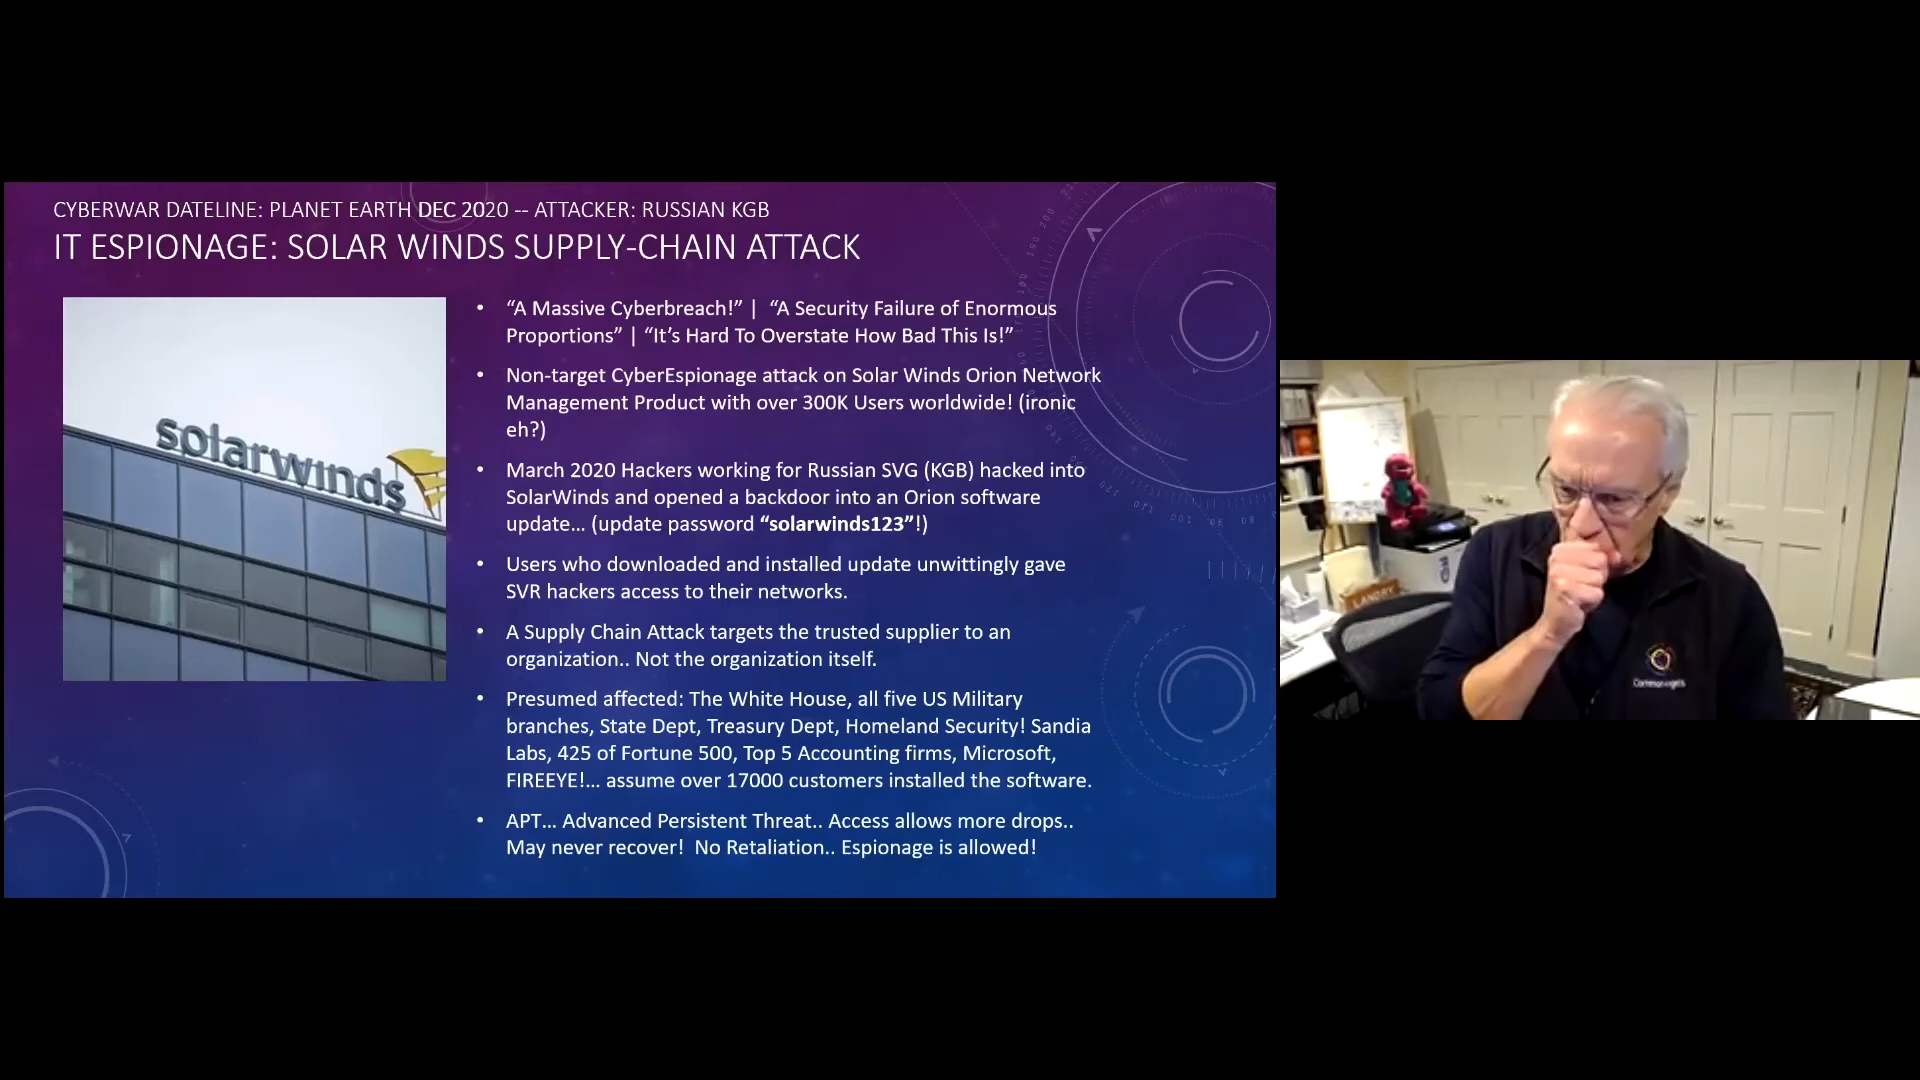 CYBERWAR DATELINE: PLANET EARTH DEC 2020 -- ATTACKER: RUSSIAN KGB
IT ESPIONAGE: SOLAR WINDS SUPPLY-CHAIN ATTACK
solarwinds
• “A Massive Cyberbreach!” | “A Security Failure of Enormous
Proportions” | “It’s Hard To Overstate How Bad This Is!”
• Non-target CyberEspionage attack on Solar Winds Orion Network
Management Product with over 300K Users worldwide! (ironic
eh?)
• March 2020 Hackers working for Russian SVG (KGB) hacked into
SolarWinds and opened a backdoor into an Orion software
update... (update password “solarwinds123”!)
• Users who downloaded and installed update unwittingly gave
SVR hackers access to their networks.
• A Supply Chain Attack targets the trusted supplier to an
organization.. Not the organization itself.
• Presumed affected: The White House, all five US Military
branches, State Dept, Treasury Dept, Homeland Security! Sandia
Labs, 425 of Fortune 500, Top 5 Accounting firms, Microsoft,
FIREEYE!... assume over 17000 customers installed the software.
• APT... Advanced Persistent Threat.. Access allows more drops..
May never recover! No Retaliation.. Espionage is allowed!
LANDRY